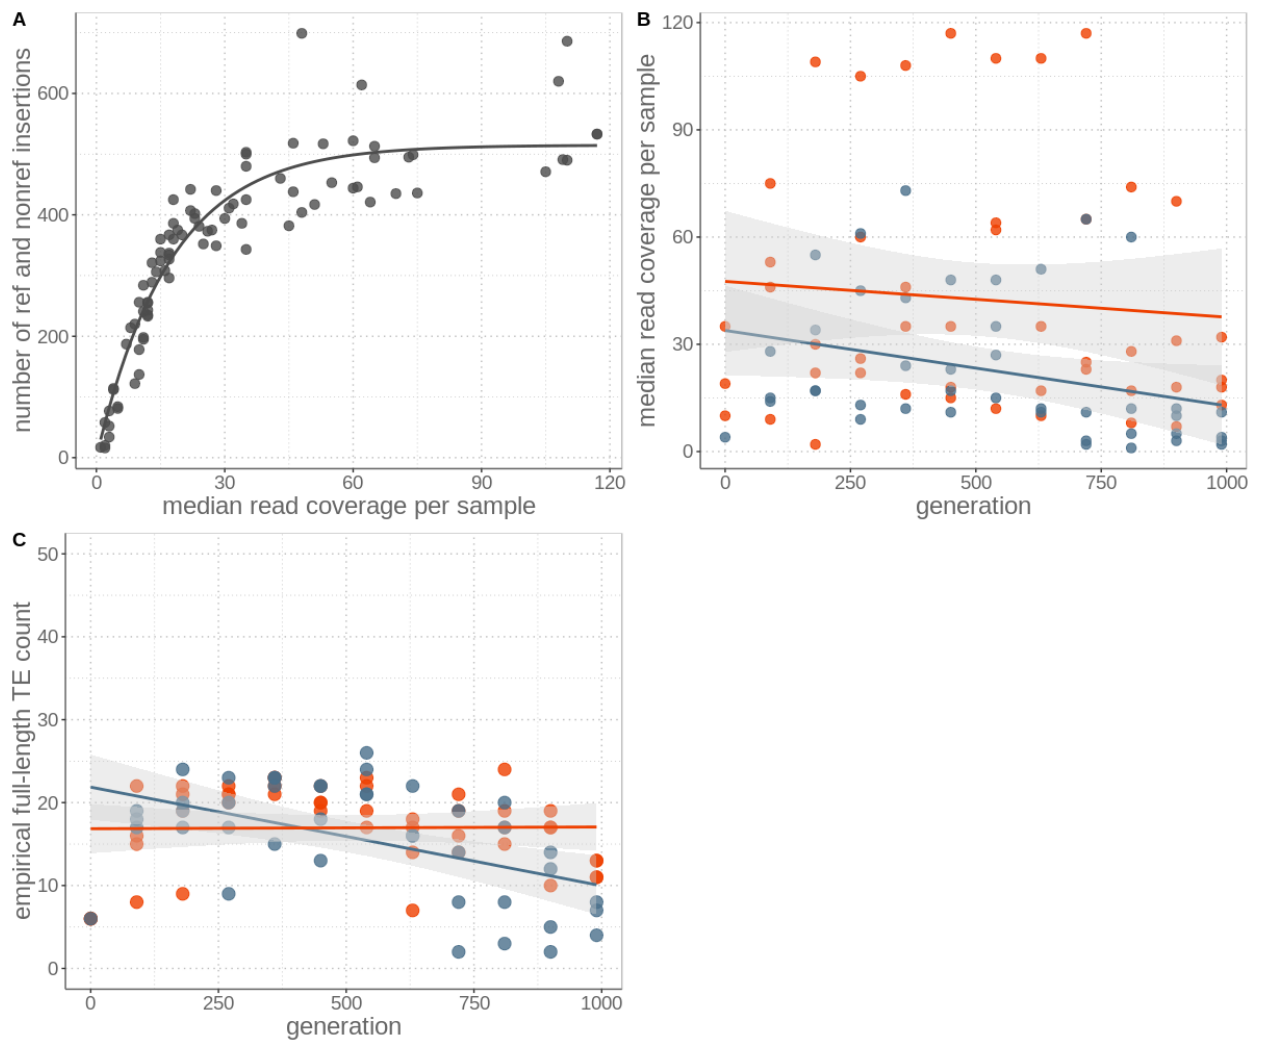 A
number of ref and nonref insertions
600
400
200
0
0 30 60 90 120
median read coverage per sample
B
median read coverage per sample
120
90
60
30
0
0 250 500 750 1000
generation
C
empirical full-length TE count
50
40
30
20
10
0
0 250 500 750 1000
generation